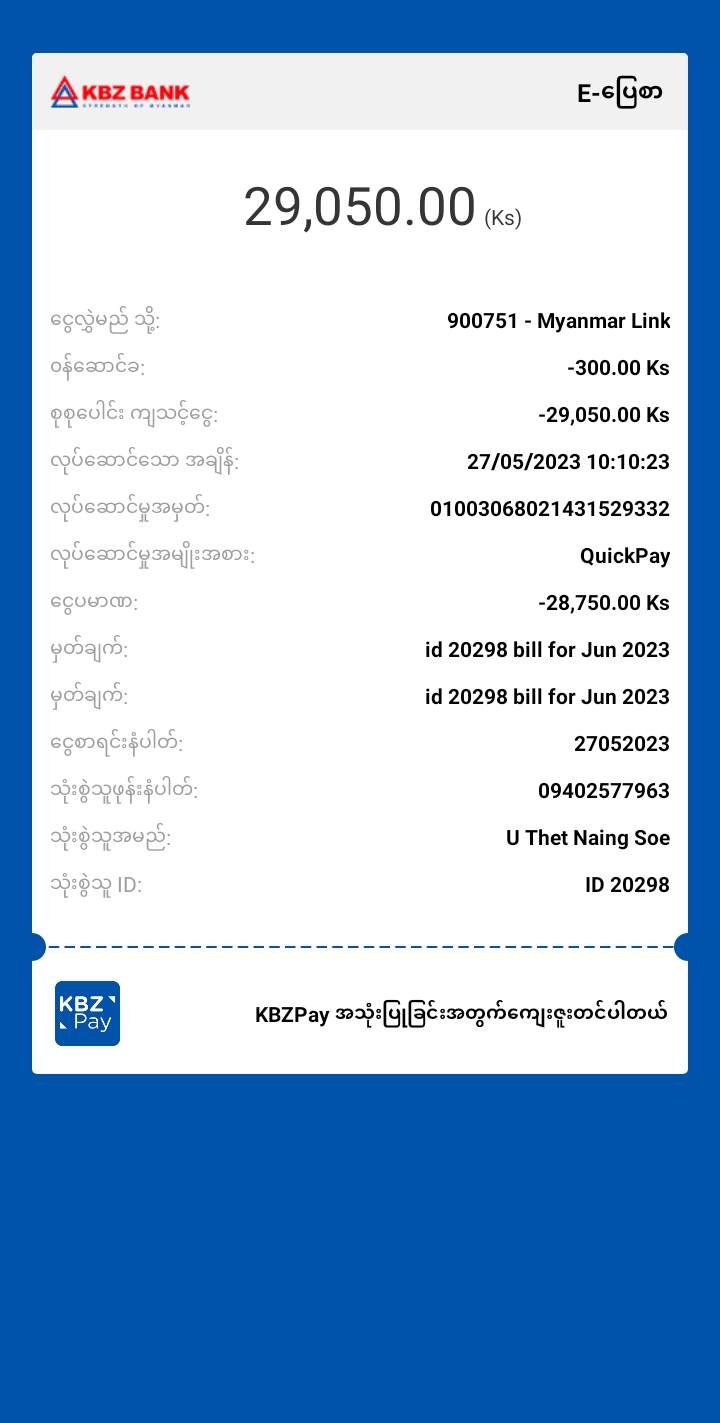 KBZ BANK
STRENGTH OF MYANMAR
E-ပြေစာ
29,050.00 (Ks)
ငွေလွှဲမည် သို့: 900751 - Myanmar Link
ဝန်ဆောင်ခ: -300.00 Ks
စုစုပေါင်း ကျသင့်ငွေ: -29,050.00 Ks
လုပ်ဆောင်သော အချိန်: 27/05/2023 10:10:23
လုပ်ဆောင်မှုအမှတ်: 01003068021431529332
လုပ်ဆောင်မှုအမျိုးအစား: QuickPay
ငွေပမာဏ: -28,750.00 Ks
မှတ်ချက်: id 20298 bill for Jun 2023
မှတ်ချက်: id 20298 bill for Jun 2023
ငွေစာရင်းနံပါတ်: 27052023
သုံးစွဲသူဖုန်းနံပါတ်: 09402577963
သုံးစွဲသူအမည်: U Thet Naing Soe
သုံးစွဲသူ ID: ID 20298
KBZ
Pay
KBZPay အသုံးပြုခြင်းအတွက်ကျေးဇူးတင်ပါတယ်